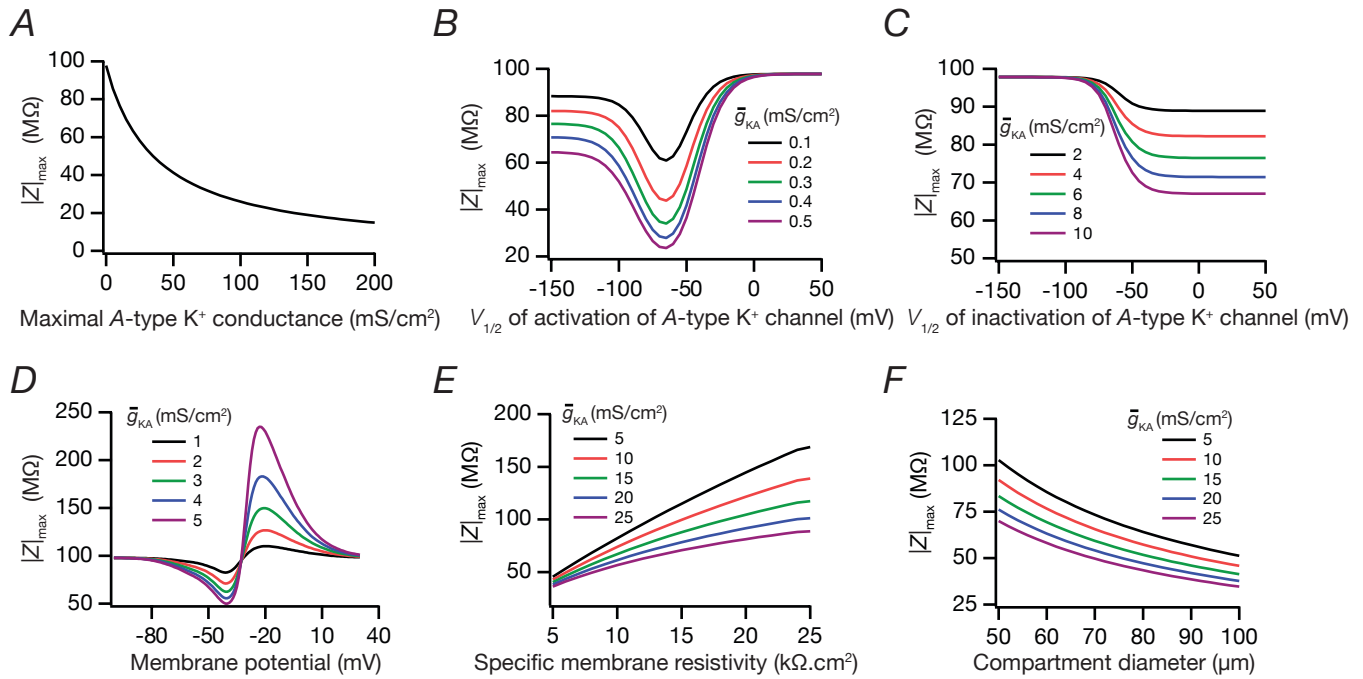 A
100
80
60
40
20
0
|Z|max (MΩ)
0 50 100 150 200
Maximal A-type K⁺ conductance (mS/cm²)
B
100
80
60
40
20
|Z|max (MΩ)
ḡKA (mS/cm²)
0.1
0.2
0.3
0.4
0.5
-150 -100 -50 0 50
V1/2 of activation of A-type K⁺ channel (mV)
C
100
90
80
70
60
50
|Z|max (MΩ)
ḡKA (mS/cm²)
2
4
6
8
10
-150 -100 -50 0 50
V1/2 of inactivation of A-type K⁺ channel (mV)
D
250
200
150
100
50
|Z|max (MΩ)
ḡKA (mS/cm²)
1
2
3
4
5
-80 -50 -20 10 40
Membrane potential (mV)
E
200
150
100
50
|Z|max (MΩ)
ḡKA (mS/cm²)
5
10
15
20
25
5 10 15 20 25
Specific membrane resistivity (kΩ.cm²)
F
125
100
75
50
25
|Z|max (MΩ)
ḡKA (mS/cm²)
5
10
15
20
25
50 60 70 80 90 100
Compartment diameter (µm)